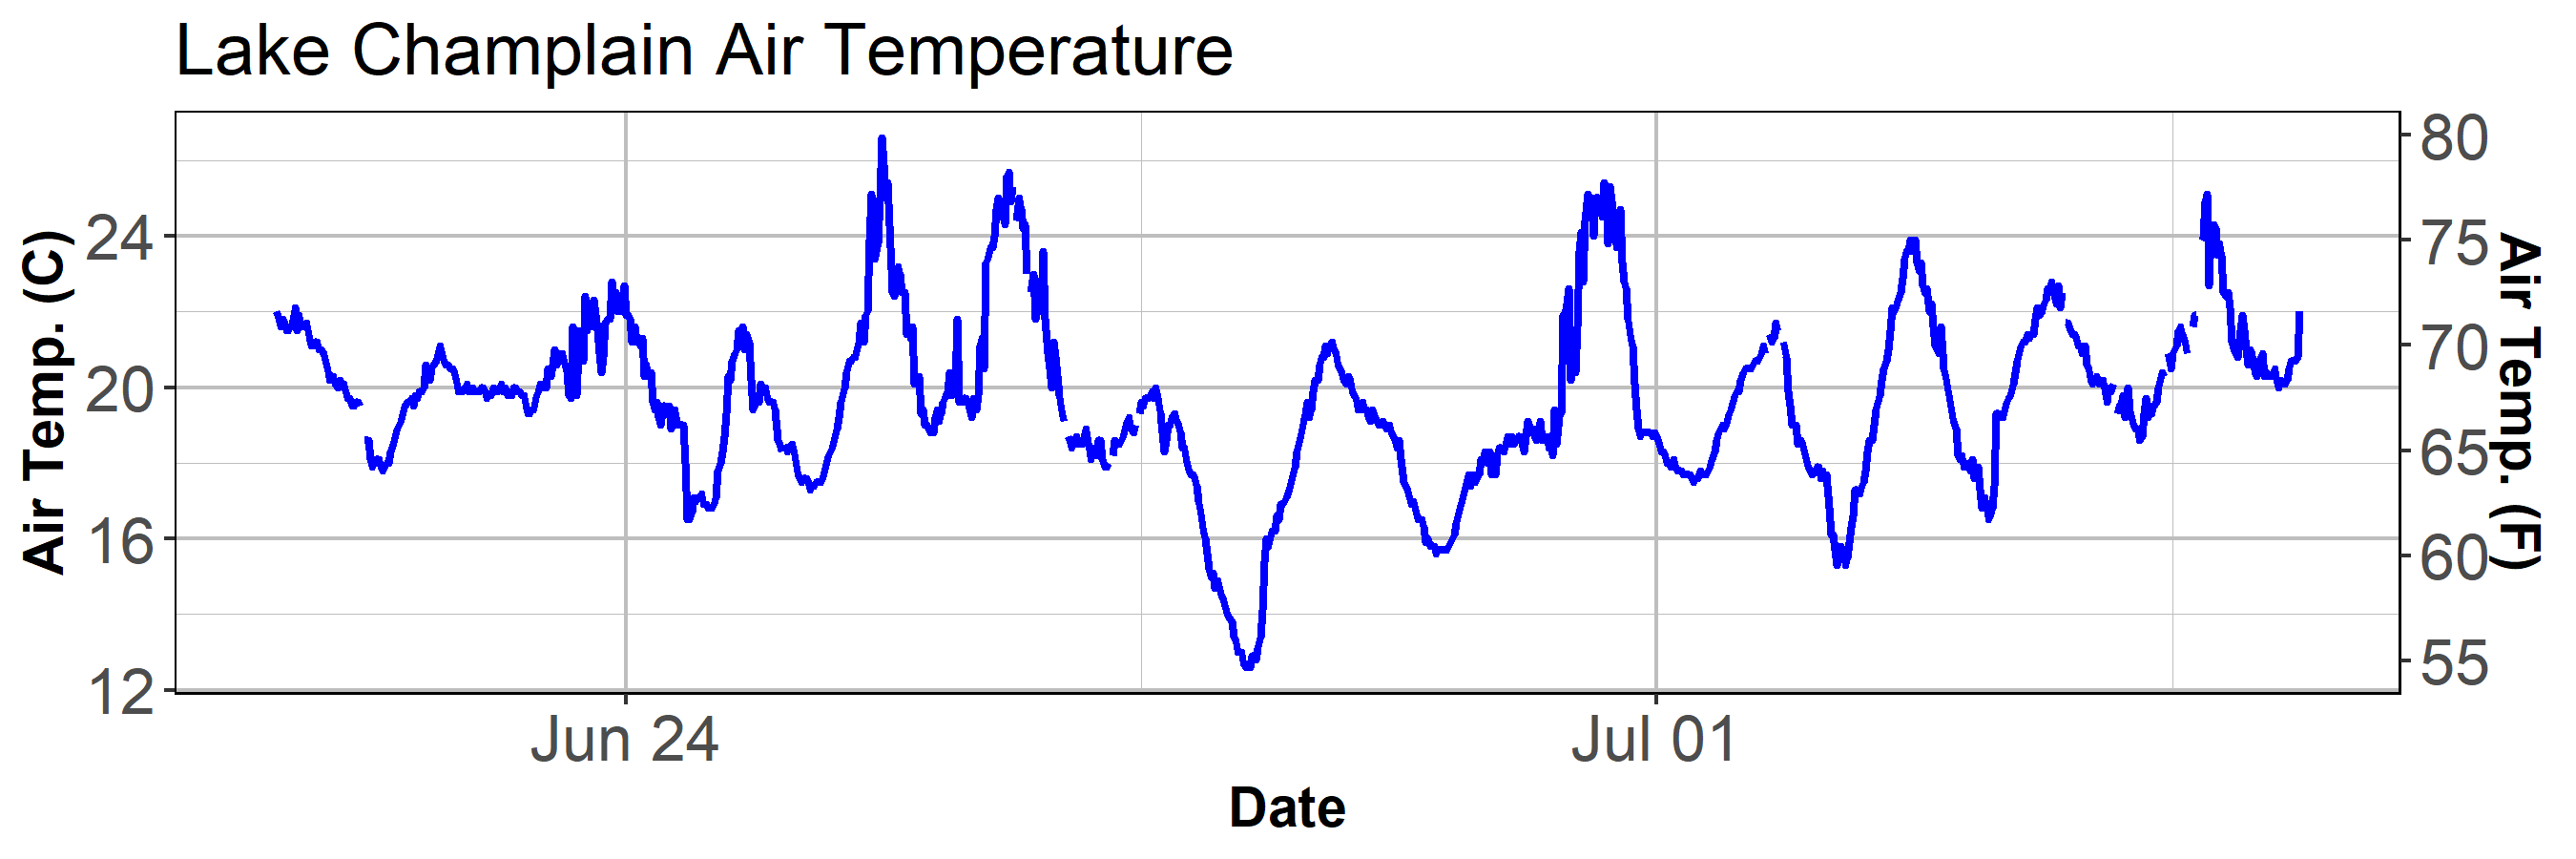 Lake Champlain Air Temperature
Air Temp. (C)
24
20
16
12
80
75
70
65
60
55
Air Temp. (F)
Jun 24
Jul 01
Date